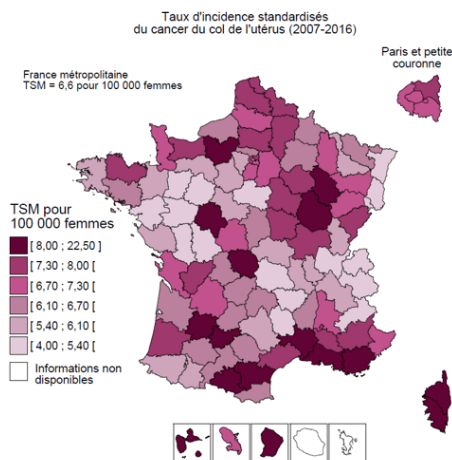 Taux d'incidence standardisés
du cancer du col de l'utérus (2007-2016)
Paris et petite
couronne
France métropolitaine
TSM = 6,6 pour 100 000 femmes
TSM pour
100 000 femmes
[ 8,00 ; 22,50 ]
[ 7,30 ; 8,00 [
[ 6,70 ; 7,30 [
[ 6,10 ; 6,70 [
[ 5,40 ; 6,10 [
[ 4,00 ; 5,40 [
Informations non
disponibles